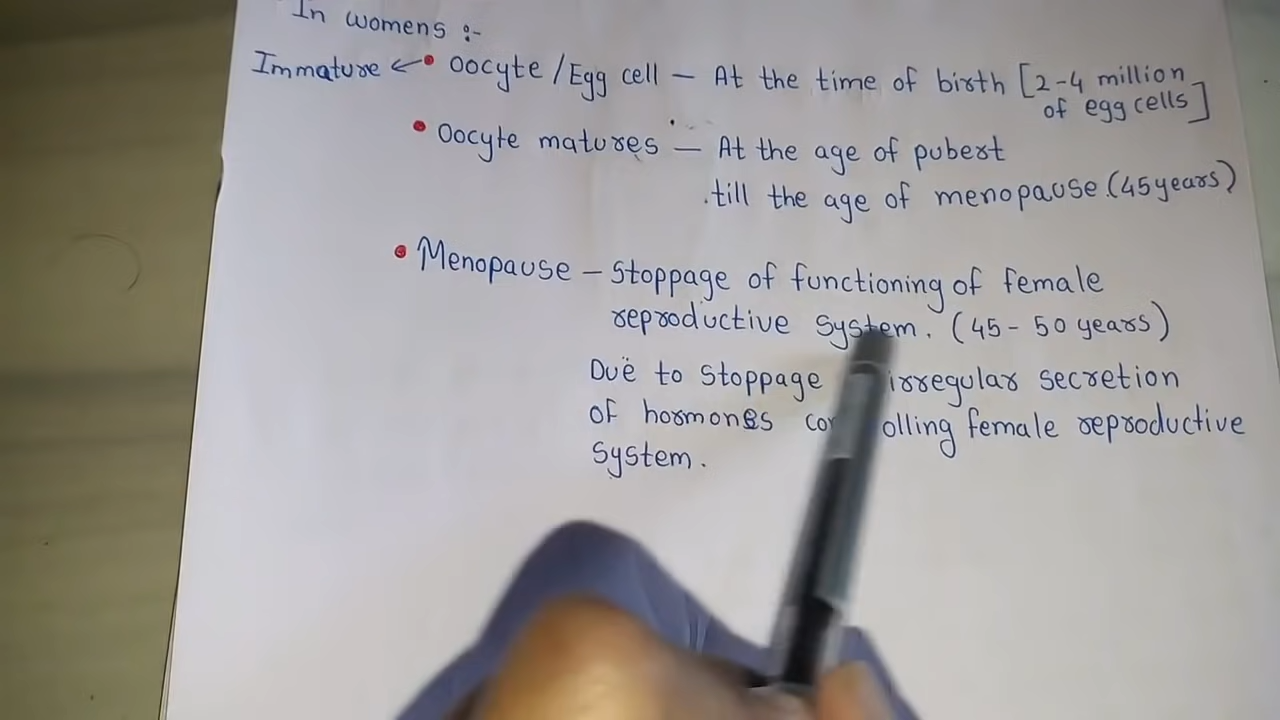 In womens :-
Immature ← • Oocyte / Egg cell — At the time of birth [2-4 million
of egg cells]
• Oocyte matures — At the age of pubert
till the age of menopause. (45 years)
• Menopause — Stoppage of functioning of female
reproductive system. (45 - 50 years)
Due to stoppage irregular secretion
of hormones controlling female reproductive
system.